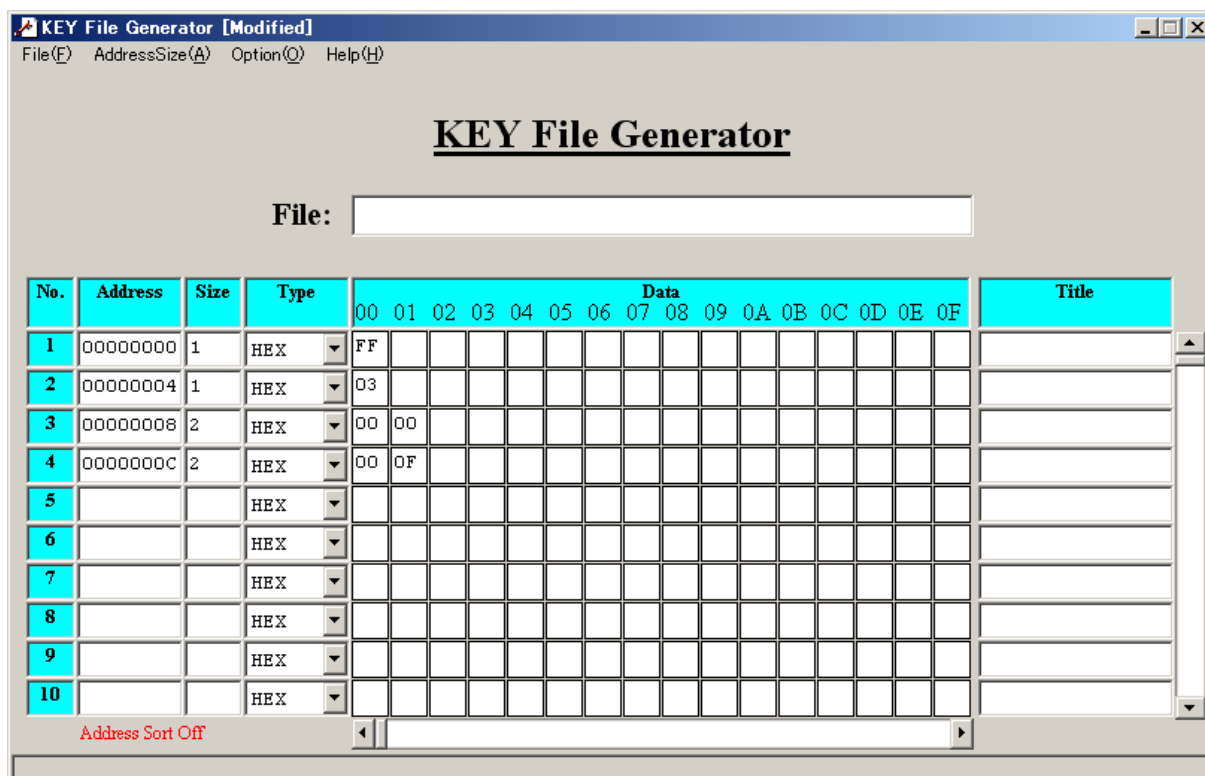 KEY File Generator [Modified]
File(F) AddressSize(A) Option(O) Help(H)
KEY File Generator
File:
No. Address Size Type Data Title
00 01 02 03 04 05 06 07 08 09 0A 0B 0C 0D 0E 0F
1 00000000 1 HEX FF
2 00000004 1 HEX 03
3 00000008 2 HEX 00 00
4 0000000C 2 HEX 00 0F
5 HEX
6 HEX
7 HEX
8 HEX
9 HEX
10 HEX
Address Sort Off